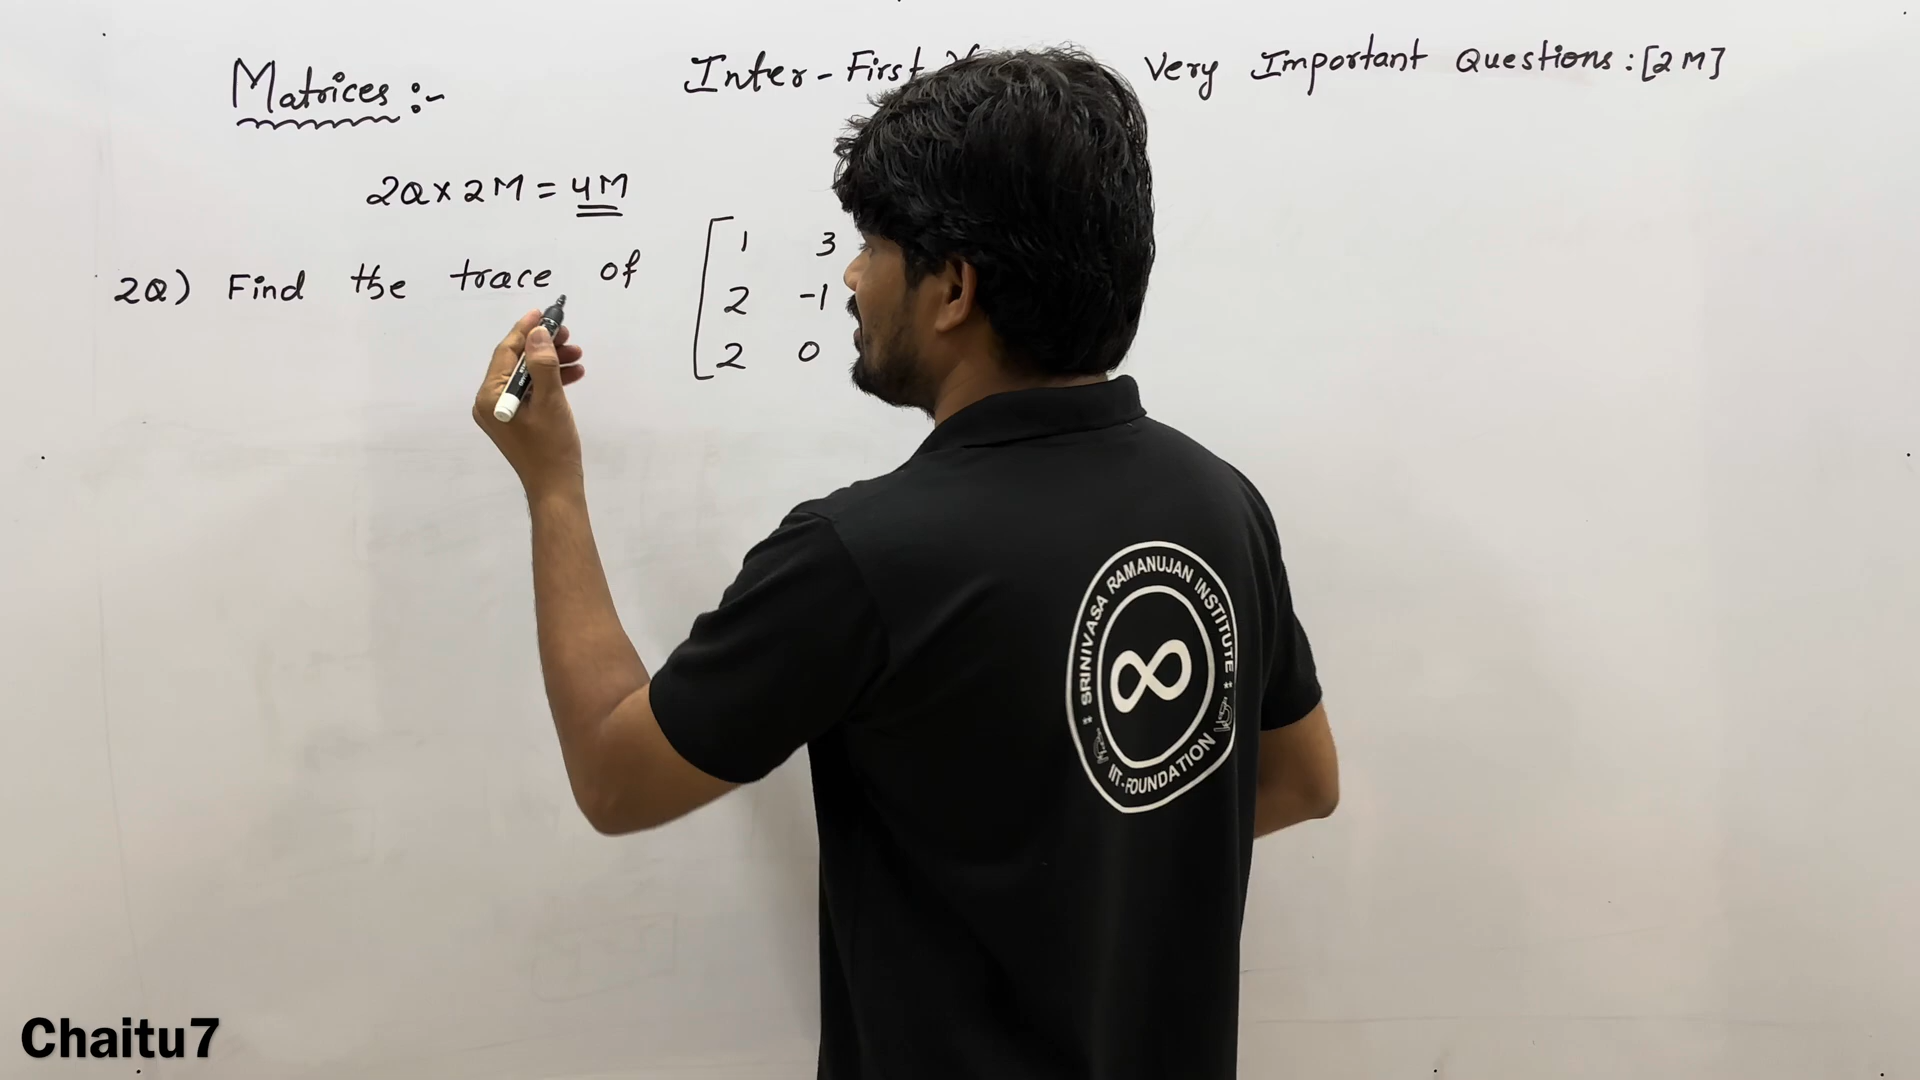 Matrices :-
Inter-First Very Important Questions :[2M]
2Q x 2M = 4M
2Q) Find the trace of
1 3
2 -1
2 0
SRINIVASA RAMANUJAN INSTITUTE
IIT-FOUNDATION
Chaitu7